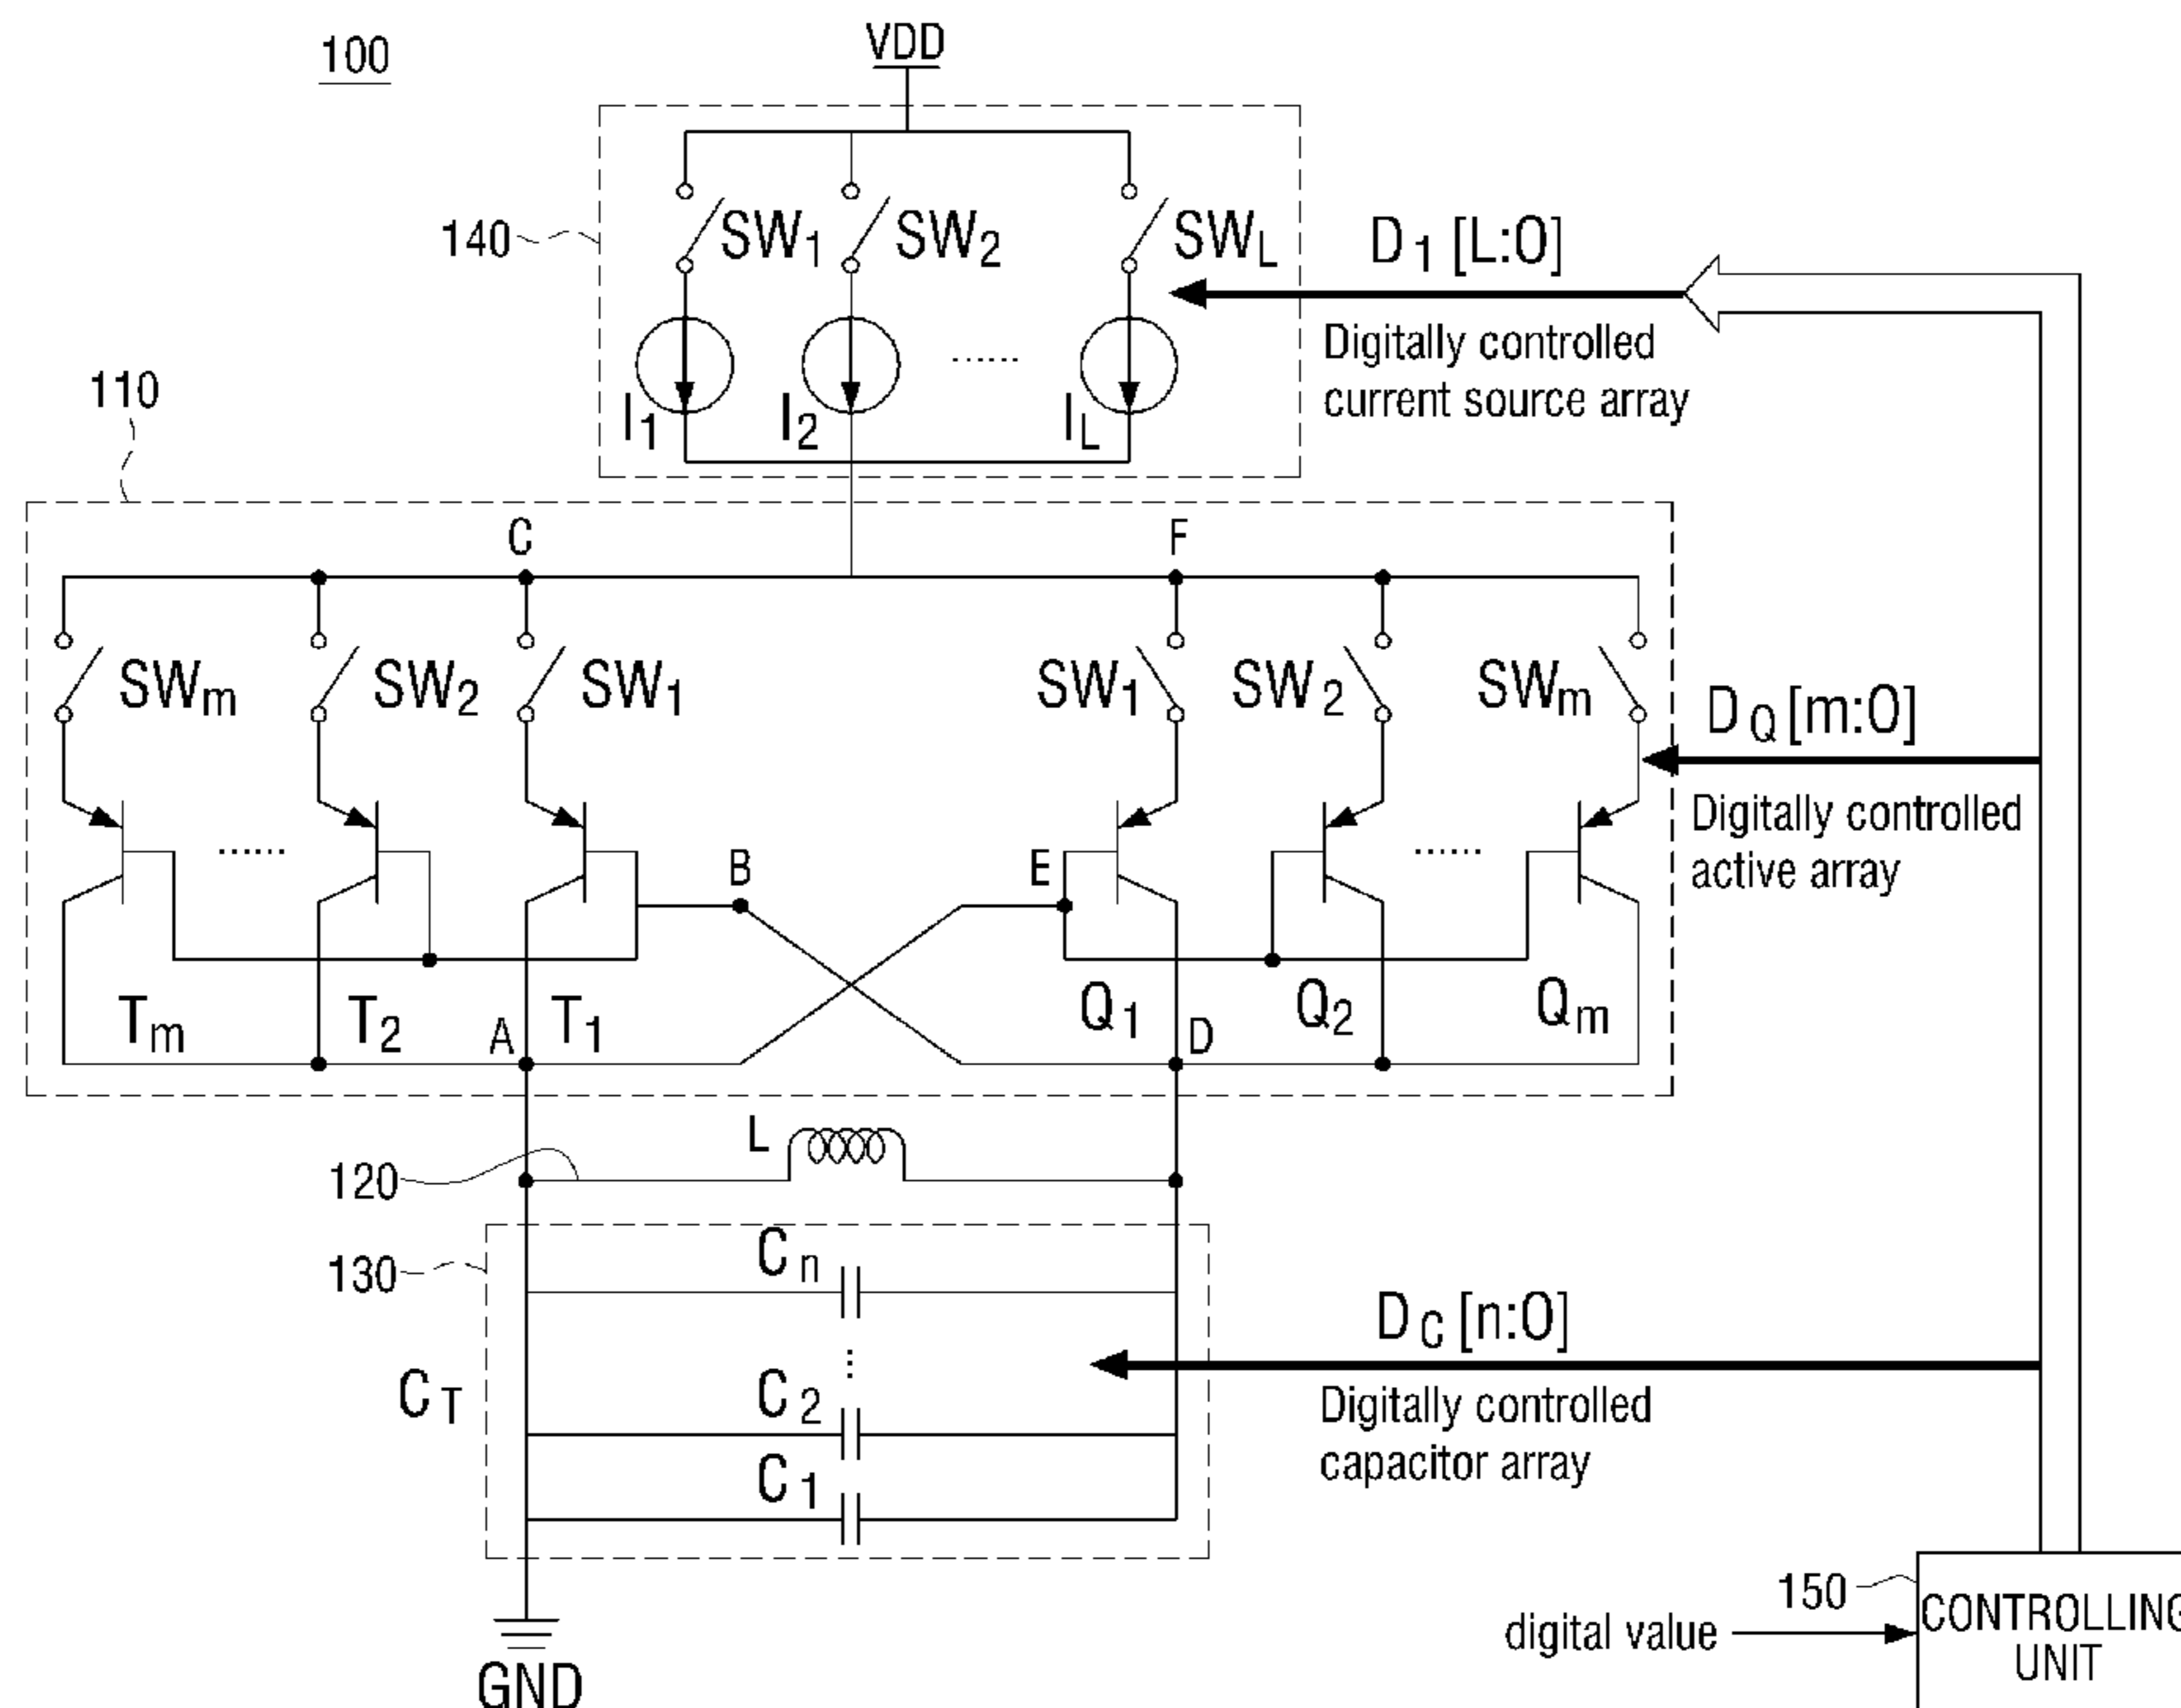 100
VDD
140
SW1
SW2
SWL
D1 [L:0]
I1
I2
......
IL
Digitally controlled
current source array
110
C
F
SWm
SW2
SW1
SW1
SW2
SWm
DQ [m:0]
Digitally controlled
active array
......
B
E
......
Tm
T2
A
T1
Q1
D
Q2
Qm
L
120
130
Cn
CT
C2
C1
DC [n:0]
Digitally controlled
capacitor array
150
digital value
CONTROLLING
UNIT
GND